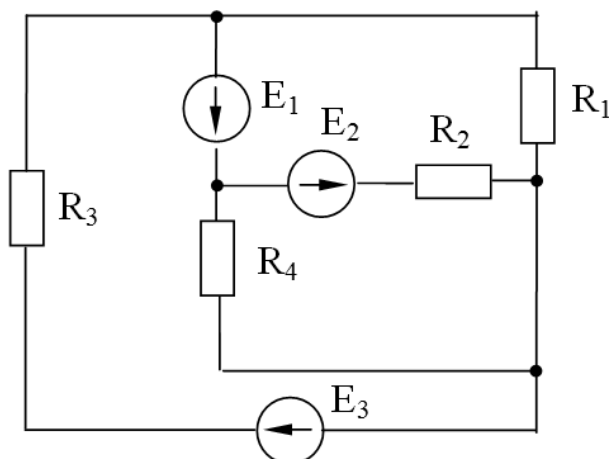 E₁
R₁
E₂
R₂
R₃
R₄
E₃